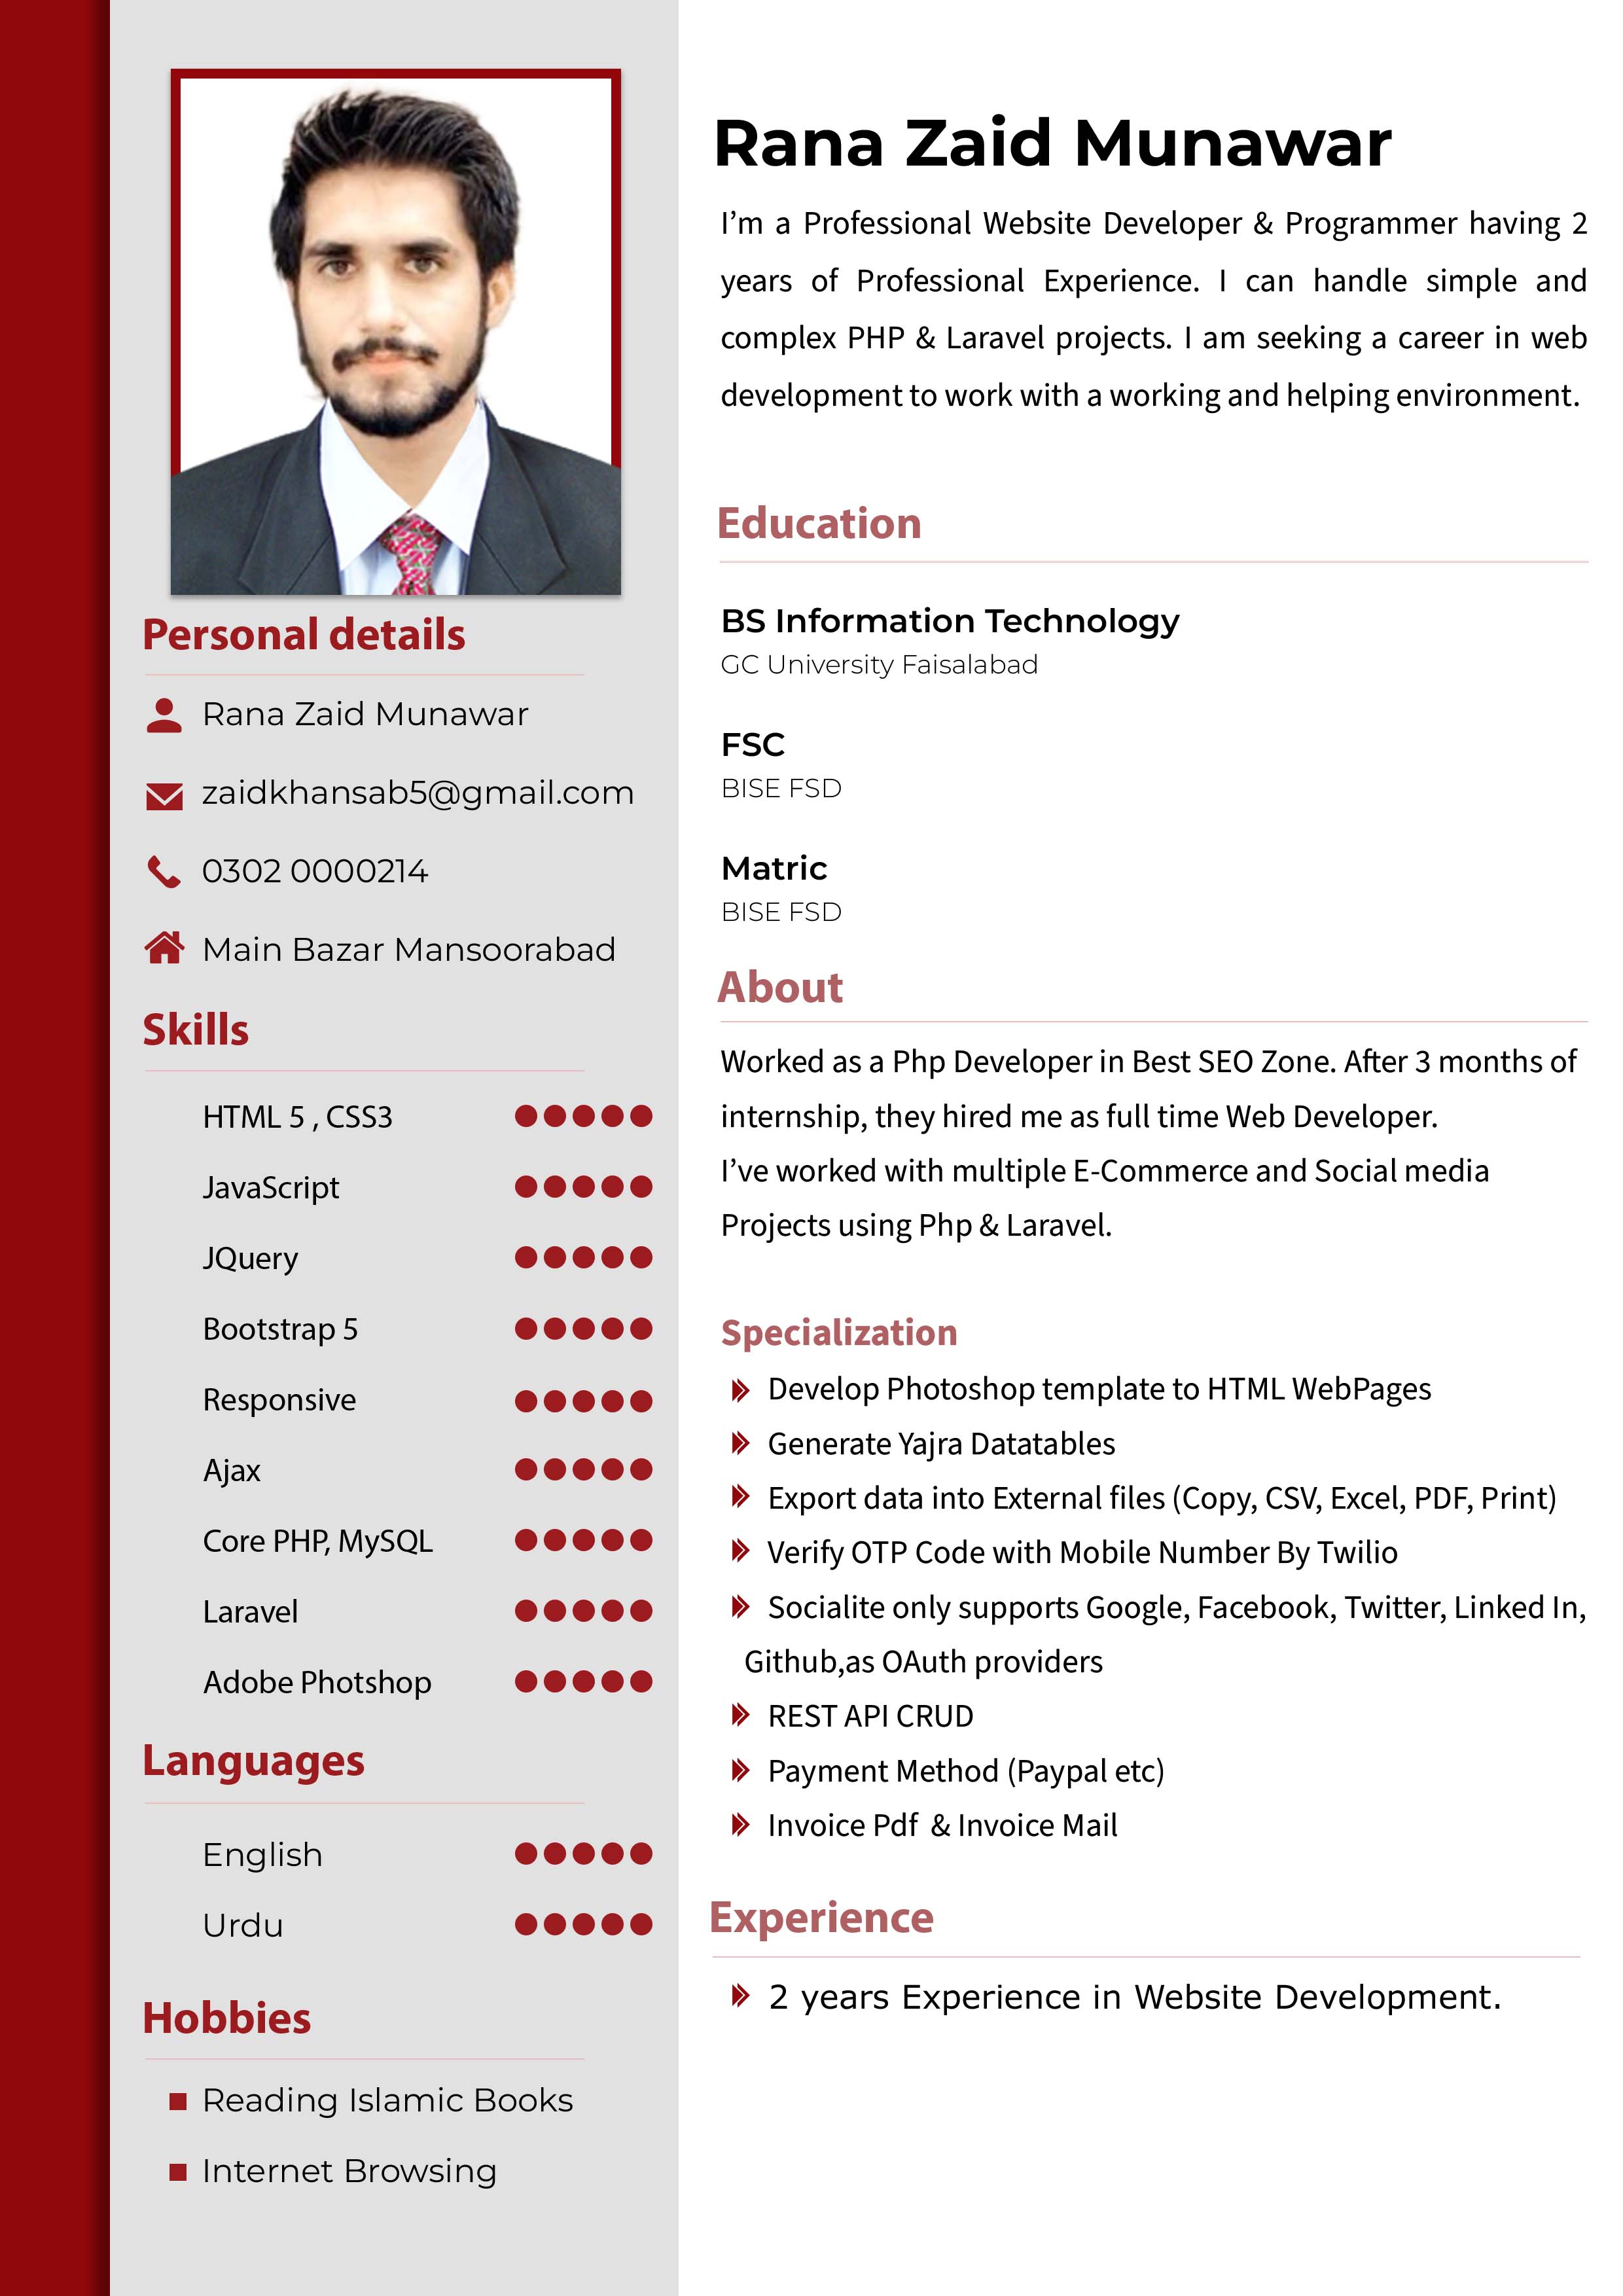 Rana Zaid Munawar
I’m a Professional Website Developer & Programmer having 2
years of Professional Experience. I can handle simple and
complex PHP & Laravel projects. I am seeking a career in web
development to work with a working and helping environment.
Personal details
Rana Zaid Munawar
zaidkhansab5@gmail.com
0302 0000214
Main Bazar Mansoorabad
Skills
HTML 5 , CSS3
JavaScript
JQuery
Bootstrap 5
Responsive
Ajax
Core PHP, MySQL
Laravel
Adobe Photshop
Languages
English
Urdu
Hobbies
Reading Islamic Books
Internet Browsing
Education
BS Information Technology
GC University Faisalabad
FSC
BISE FSD
Matric
BISE FSD
About
Worked as a Php Developer in Best SEO Zone. After 3 months of
internship, they hired me as full time Web Developer.
I’ve worked with multiple E-Commerce and Social media
Projects using Php & Laravel.
Specialization
Develop Photoshop template to HTML WebPages
Generate Yajra Datatables
Export data into External files (Copy, CSV, Excel, PDF, Print)
Verify OTP Code with Mobile Number By Twilio
Socialite only supports Google, Facebook, Twitter, Linked In,
Github,as OAuth providers
REST API CRUD
Payment Method (Paypal etc)
Invoice Pdf & Invoice Mail
Experience
2 years Experience in Website Development.